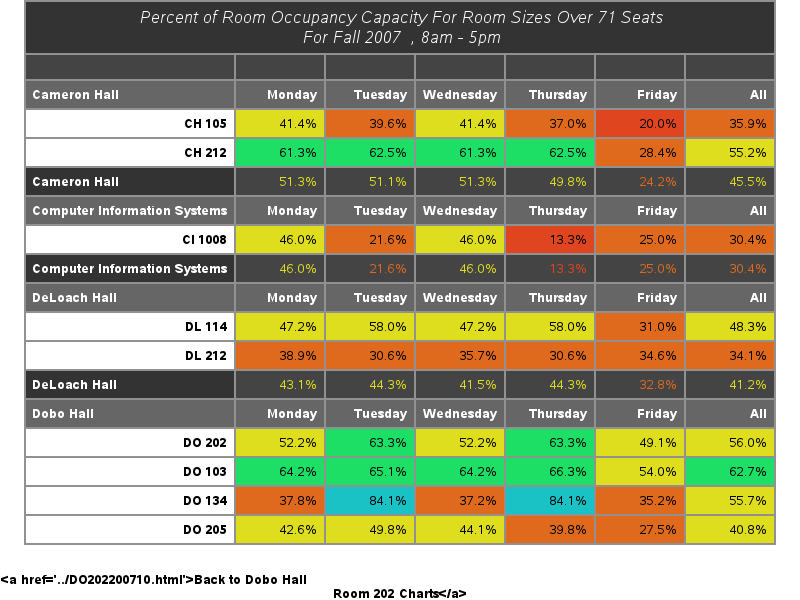 Percent of Room Occupancy Capacity For Room Sizes Over 71 Seats
For Fall 2007 , 8am - 5pm
Cameron Hall Monday Tuesday Wednesday Thursday Friday All
CH 105 41.4% 39.6% 41.4% 37.0% 20.0% 35.9%
CH 212 61.3% 62.5% 61.3% 62.5% 28.4% 55.2%
Cameron Hall 51.3% 51.1% 51.3% 49.8% 24.2% 45.5%
Computer Information Systems Monday Tuesday Wednesday Thursday Friday All
CI 1008 46.0% 21.6% 46.0% 13.3% 25.0% 30.4%
Computer Information Systems 46.0% 21.6% 46.0% 13.3% 25.0% 30.4%
DeLoach Hall Monday Tuesday Wednesday Thursday Friday All
DL 114 47.2% 58.0% 47.2% 58.0% 31.0% 48.3%
DL 212 38.9% 30.6% 35.7% 30.6% 34.6% 34.1%
DeLoach Hall 43.1% 44.3% 41.5% 44.3% 32.8% 41.2%
Dobo Hall Monday Tuesday Wednesday Thursday Friday All
DO 202 52.2% 63.3% 52.2% 63.3% 49.1% 56.0%
DO 103 64.2% 65.1% 64.2% 66.3% 54.0% 62.7%
DO 134 37.8% 84.1% 37.2% 84.1% 35.2% 55.7%
DO 205 42.6% 49.8% 44.1% 39.8% 27.5% 40.8%
<a href='../DO202200710.html'>Back to Dobo Hall
Room 202 Charts</a>